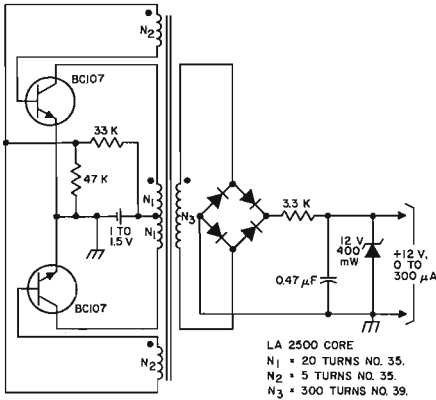 N2
BC107
33 K
47 K
N1
N1
1 TO
1.5 V
N3
3.3 K
0.47 µF
12 V,
400
mW
+12 V,
0 TO
300 µA
BC107
N2
LA 2500 CORE
N1 = 20 TURNS NO. 35.
N2 = 5 TURNS NO. 35.
N3 = 300 TURNS NO. 39.